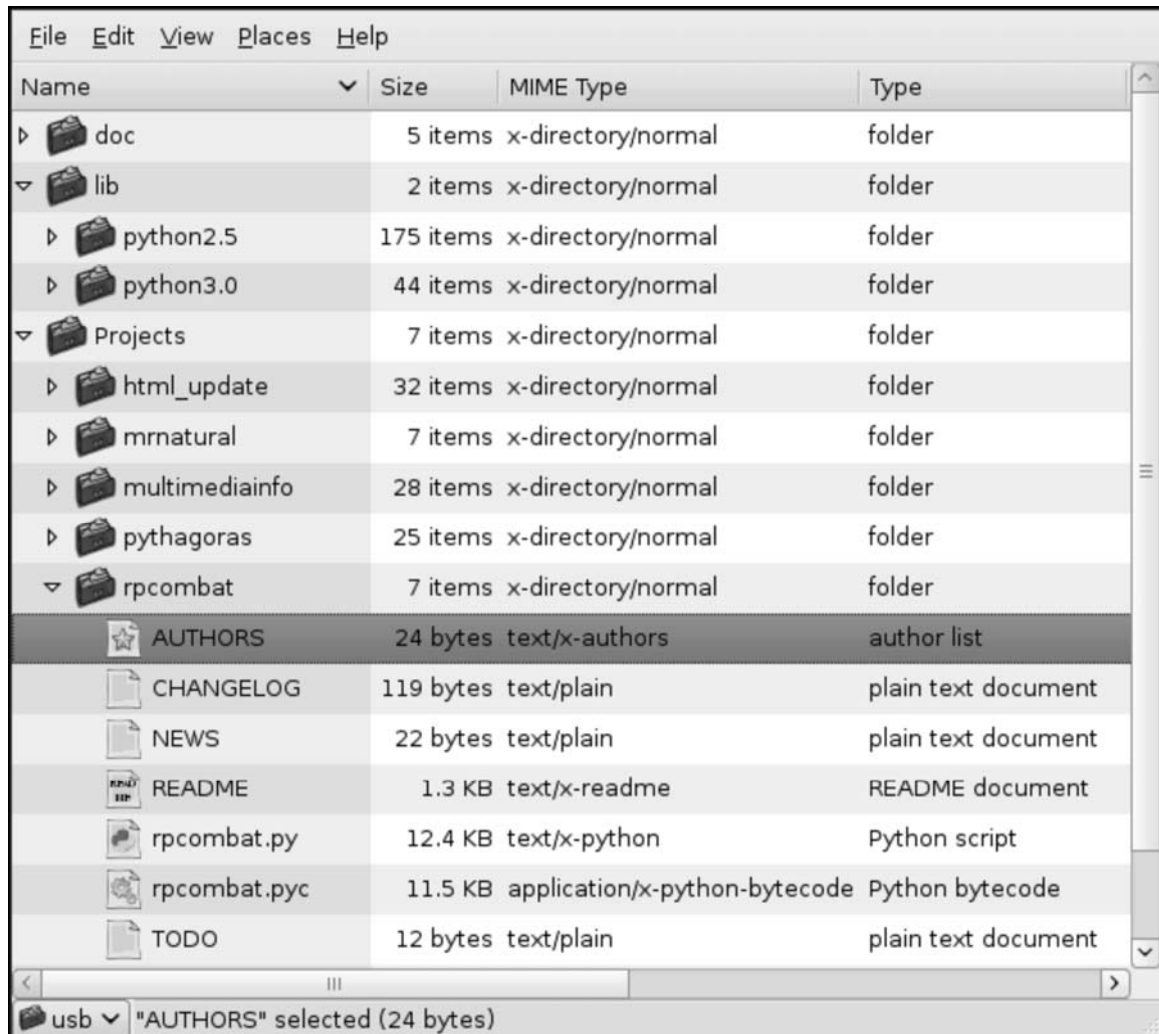 File Edit View Places Help
Name Size MIME Type Type
doc 5 items x-directory/normal folder
lib 2 items x-directory/normal folder
python2.5 175 items x-directory/normal folder
python3.0 44 items x-directory/normal folder
Projects 7 items x-directory/normal folder
html_update 32 items x-directory/normal folder
mrnatural 7 items x-directory/normal folder
multimediainfo 28 items x-directory/normal folder
pythagoras 25 items x-directory/normal folder
rpcombat 7 items x-directory/normal folder
AUTHORS 24 bytes text/x-authors author list
CHANGELOG 119 bytes text/plain plain text document
NEWS 22 bytes text/plain plain text document
README 1.3 KB text/x-readme README document
rpcombat.py 12.4 KB text/x-python Python script
rpcombat.pyc 11.5 KB application/x-python-bytecode Python bytecode
TODO 12 bytes text/plain plain text document
usb "AUTHORS" selected (24 bytes)